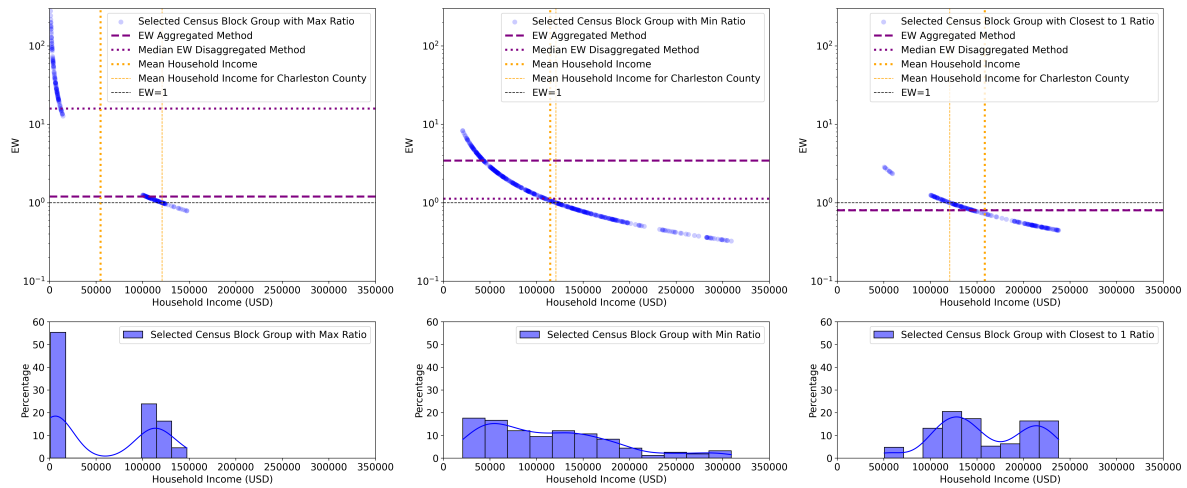 Selected Census Block Group with Max Ratio
EW Aggregated Method
Median EW Disaggregated Method
Mean Household Income
Mean Household Income for Charleston County
EW=1
10²
10¹
10⁰
10⁻¹
EW
0 50000 100000 150000 200000 250000 300000 350000
Household Income (USD)
Selected Census Block Group with Min Ratio
EW Aggregated Method
Median EW Disaggregated Method
Mean Household Income
Mean Household Income for Charleston County
EW=1
10²
10¹
10⁰
10⁻¹
EW
0 50000 100000 150000 200000 250000 300000 350000
Household Income (USD)
Selected Census Block Group with Closest to 1 Ratio
EW Aggregated Method
Median EW Disaggregated Method
Mean Household Income
Mean Household Income for Charleston County
EW=1
10²
10¹
10⁰
10⁻¹
EW
0 50000 100000 150000 200000 250000 300000 350000
Household Income (USD)
Selected Census Block Group with Max Ratio
60
50
40
30
20
10
0
Percentage
0 50000 100000 150000 200000 250000 300000 350000
Household Income (USD)
Selected Census Block Group with Min Ratio
60
50
40
30
20
10
0
Percentage
0 50000 100000 150000 200000 250000 300000 350000
Household Income (USD)
Selected Census Block Group with Closest to 1 Ratio
60
50
40
30
20
10
0
Percentage
0 50000 100000 150000 200000 250000 300000 350000
Household Income (USD)